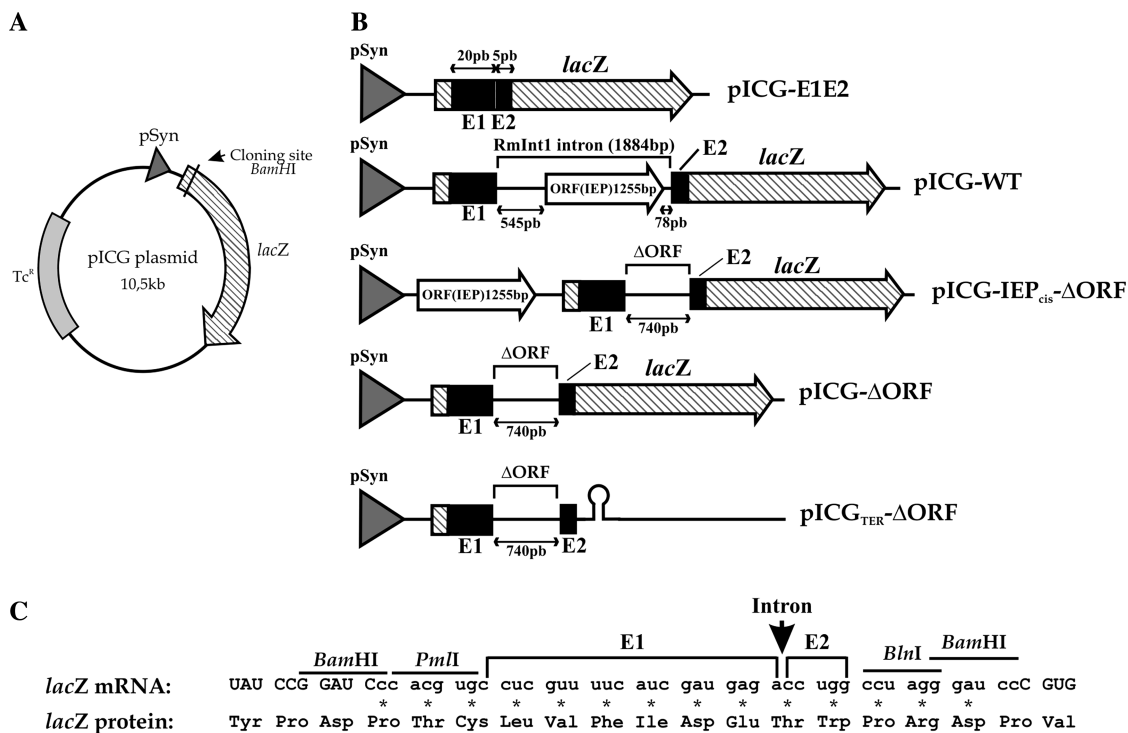 A
pSyn
Cloning site
BamHI
pICG plasmid
10,5kb
lacZ
Tc^R
B
pSyn
20pb 5pb
lacZ
E1 E2
pICG-E1E2
pSyn
RmInt1 intron (1884bp)
E2
lacZ
ORF(IEP)1255bp
E1
545pb
78pb
pICG-WT
pSyn
ΔORF
E2
lacZ
ORF(IEP)1255bp
E1
740pb
pICG-IEPcis-ΔORF
pSyn
ΔORF
E2
lacZ
E1
740pb
pICG-ΔORF
pSyn
ΔORF
E1
740pb
E2
pICGTER-ΔORF
C
Intron
BamHI PmlI E1 E2 BlnI BamHI
lacZ mRNA: UAU CCG GAU Ccc acg ugc cuc guu uuc auc gau gag acc ugg ccu agg gau ccC GUG
* * * * * * * * * * * * * *
lacZ protein: Tyr Pro Asp Pro Thr Cys Leu Val Phe Ile Asp Glu Thr Trp Pro Arg Asp Pro Val